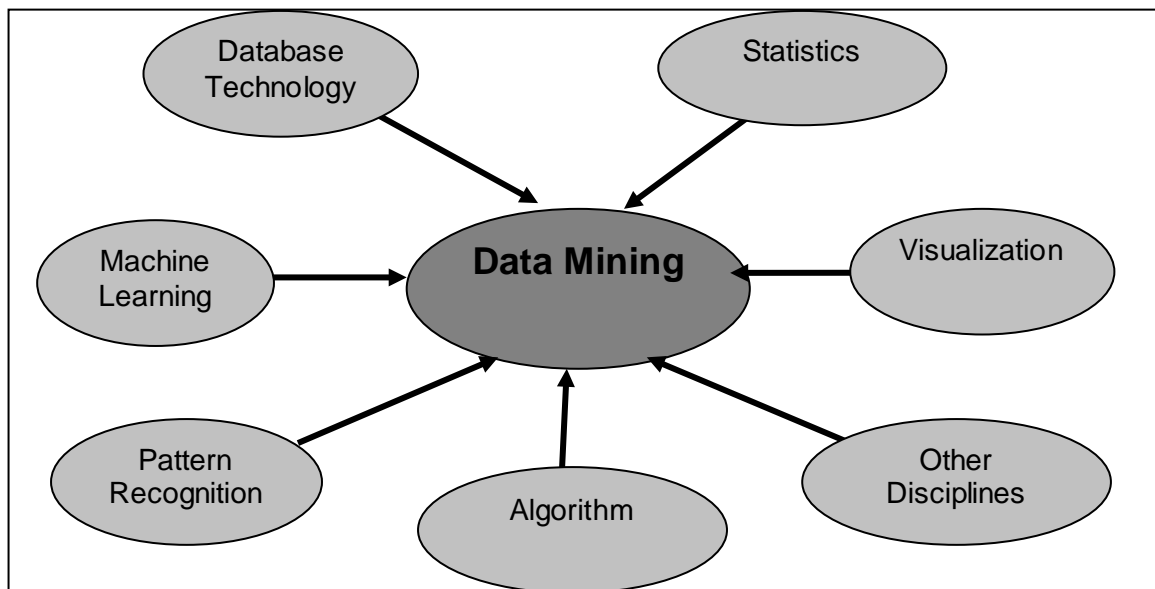 Database
Technology
Statistics
Data Mining
Machine
Learning
Visualization
Pattern
Recognition
Algorithm
Other
Disciplines